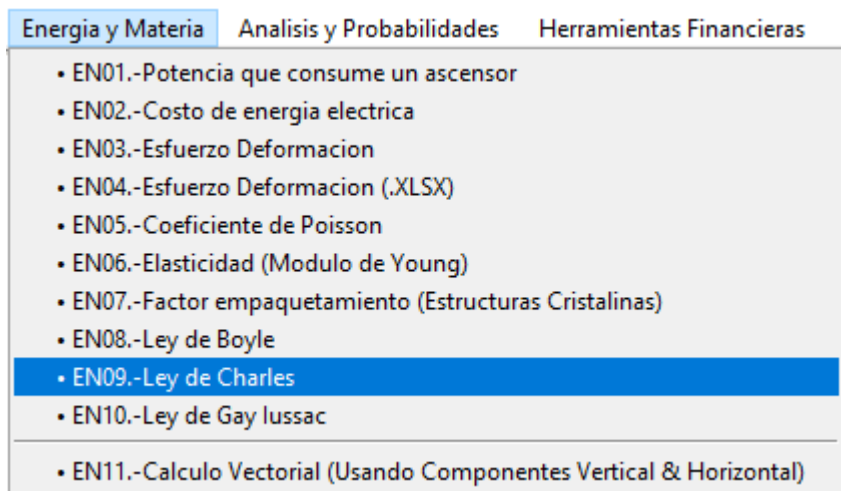 Energia y Materia Analisis y Probabilidades Herramientas Financieras
• EN01.-Potencia que consume un ascensor
• EN02.-Costo de energia electrica
• EN03.-Esfuerzo Deformacion
• EN04.-Esfuerzo Deformacion (.XLSX)
• EN05.-Coeficiente de Poisson
• EN06.-Elasticidad (Modulo de Young)
• EN07.-Factor empaquetamiento (Estructuras Cristalinas)
• EN08.-Ley de Boyle
• EN09.-Ley de Charles
• EN10.-Ley de Gay lussac
• EN11.-Calculo Vectorial (Usando Componentes Vertical & Horizontal)